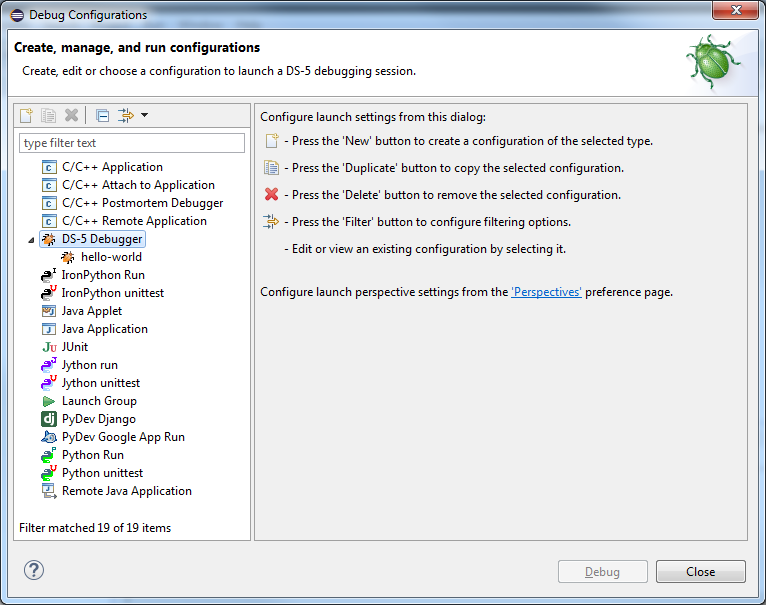 Debug Configurations
Create, manage, and run configurations
Create, edit or choose a configuration to launch a DS-5 debugging session.
type filter text
C/C++ Application
C/C++ Attach to Application
C/C++ Postmortem Debugger
C/C++ Remote Application
DS-5 Debugger
hello-world
IronPython Run
IronPython unittest
Java Applet
Java Application
JUnit
Jython run
Jython unittest
Launch Group
PyDev Django
PyDev Google App Run
Python Run
Python unittest
Remote Java Application
Filter matched 19 of 19 items
Configure launch settings from this dialog:
- Press the 'New' button to create a configuration of the selected type.
- Press the 'Duplicate' button to copy the selected configuration.
- Press the 'Delete' button to remove the selected configuration.
- Press the 'Filter' button to configure filtering options.
- Edit or view an existing configuration by selecting it.
Configure launch perspective settings from the 'Perspectives' preference page.
Debug
Close